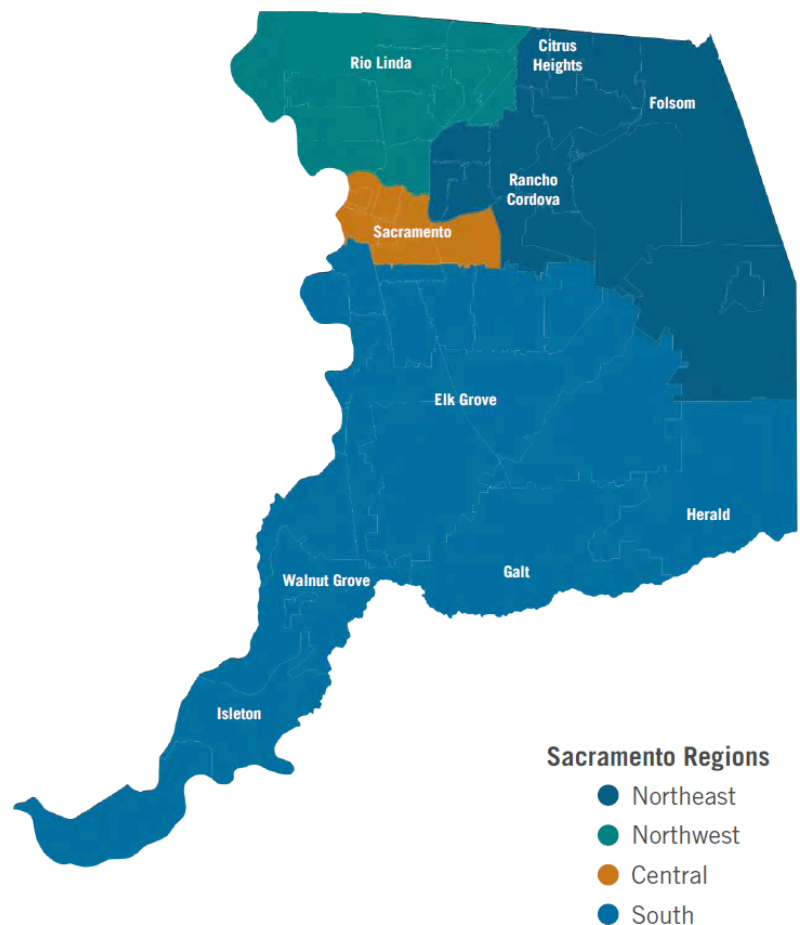 Citrus
Heights
Rio Linda
Folsom
Rancho
Cordova
Sacramento
Elk Grove
Herald
Galt
Walnut Grove
Isleton
Sacramento Regions
Northeast
Northwest
Central
South